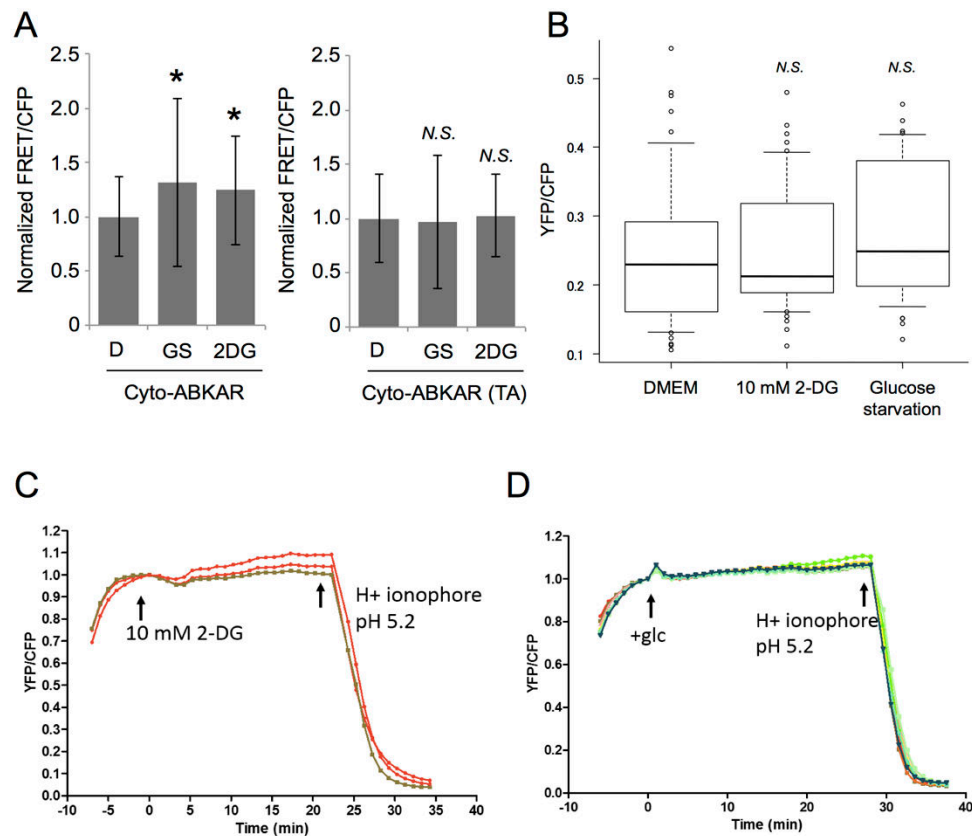 A
Normalized FRET/CFP
2.5
2.0
1.5
1.0
1.5
0
*
*
D GS 2DG
Cyto-ABKAR
Normalized FRET/CFP
2.5
2.0
1.5
1.0
1.5
0
N.S.
N.S.
D GS 2DG
Cyto-ABKAR (TA)
B
YFP/CFP
0.5
0.4
0.3
0.2
0.1
N.S.
N.S.
DMEM
10 mM 2-DG
Glucose
starvation
C
YFP/CFP
1.2
1.1
1.0
0.9
0.8
0.7
0.6
0.5
0.4
0.3
0.2
0.1
0.0
10 mM 2-DG
H+ ionophore
pH 5.2
-10 -5 0 5 10 15 20 25 30 35 40
Time (min)
D
YFP/CFP
1.2
1.0
0.8
0.6
0.4
0.2
0.0
+glc
H+ ionophore
pH 5.2
-10 0 10 20 30 40
Time (min)